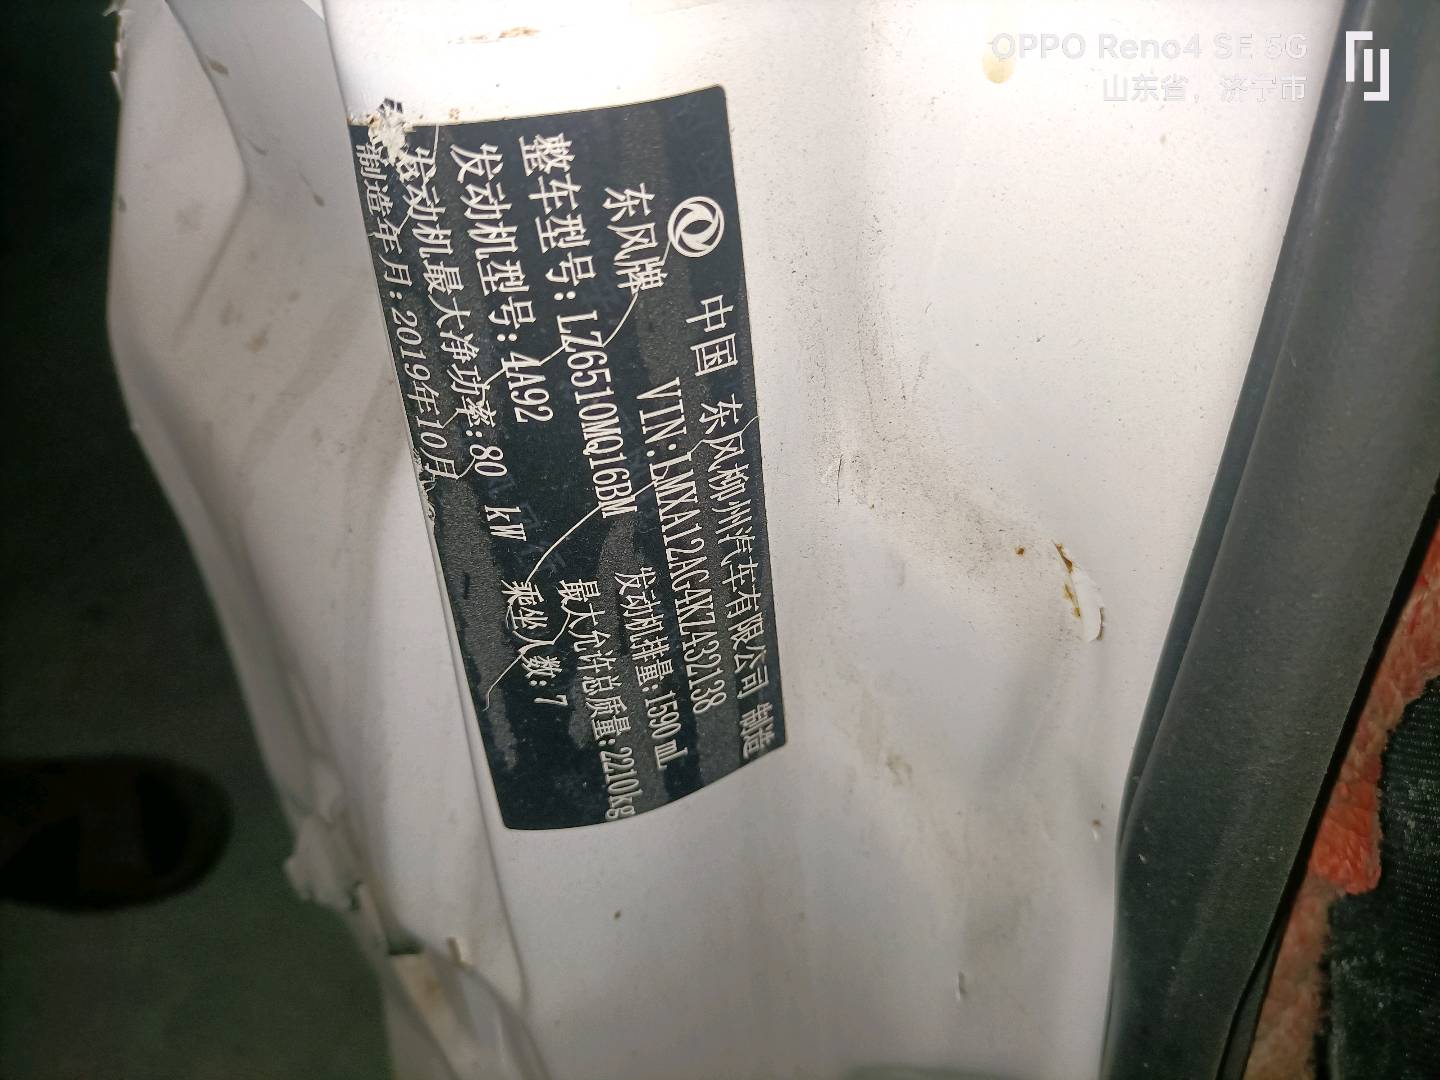 OPPO Reno4 SE 5G
山东省，济宁市
中国 东风柳州汽车有限公司 制造
东风牌 VIN:LMXA12AG4KZ432138
整车型号:LZ6510MQ16BM 发动机排量:1590mL
发动机型号:4A92 最大允许总质量:2210kg
发动机最大净功率:80 kW 乘坐人数:7
制造年月:2019年10月